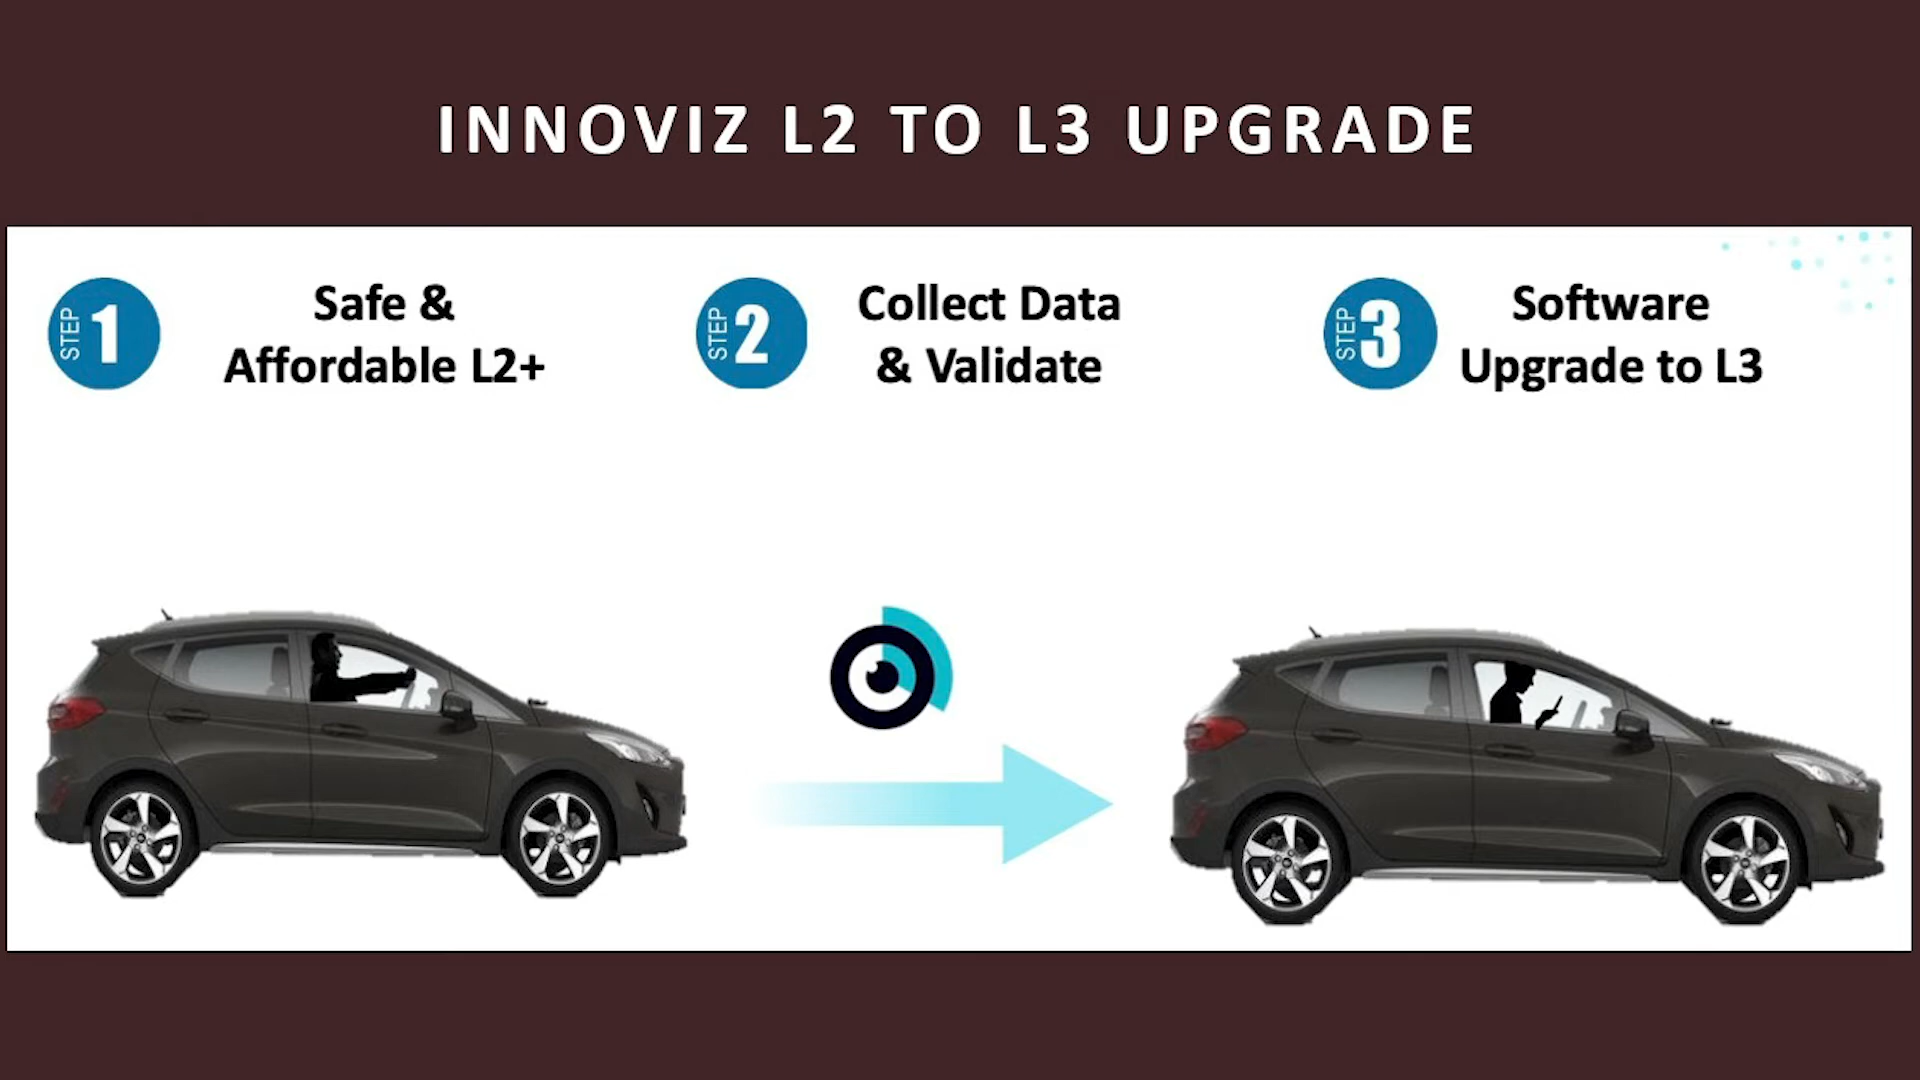 INNOVIZ L2 TO L3 UPGRADE
STEP 1
Safe &
Affordable L2+
STEP 2
Collect Data
& Validate
STEP 3
Software
Upgrade to L3